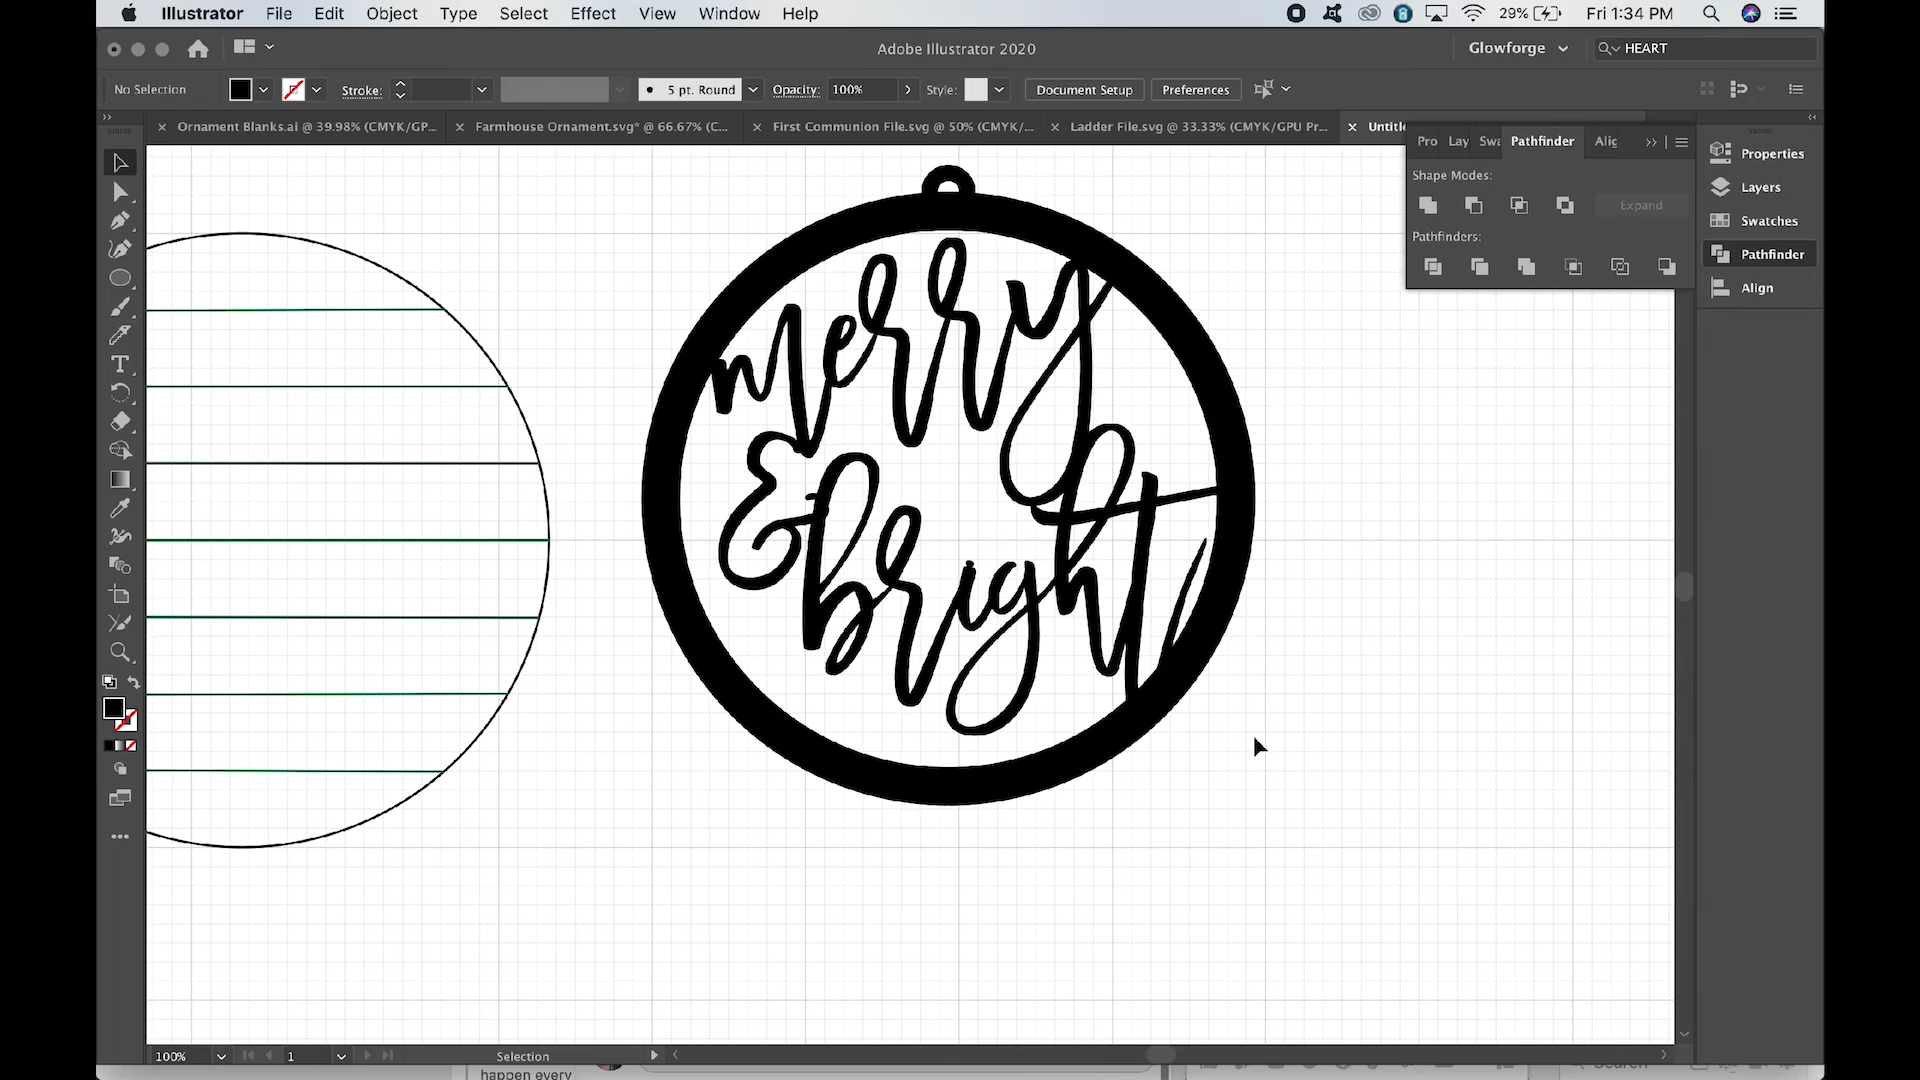 Illustrator File Edit Object Type Select Effect View Window Help 29% Fri 1:34 PM
Adobe Illustrator 2020 Glowforge HEART
No Selection Stroke: 5 pt. Round Opacity: 100% Style: Document Setup Preferences
Ornament Blanks.ai @ 39.98% (CMYK/GP... Farmhouse Ornament.svg* @ 66.67% (C... First Communion File.svg @ 50% (CMYK/... Ladder File.svg @ 33.33% (CMYK/GPU Pr... Untitle
Pro Lay Swa Pathfinder Alig
Shape Modes:
Expand
Pathfinders:
Properties
Layers
Swatches
Pathfinder
Align
merry
& bright
100% 1 Selection
happen every
Search